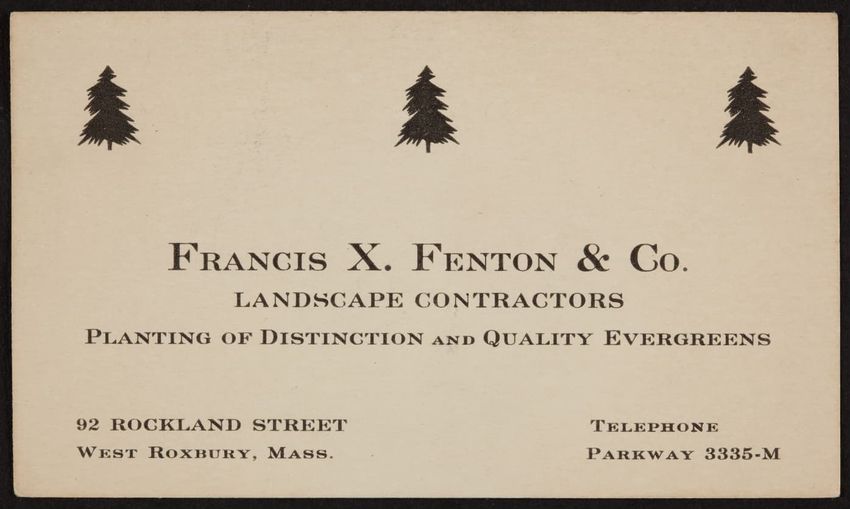 Francis X. Fenton & Co.
LANDSCAPE CONTRACTORS
Planting of Distinction and Quality Evergreens
92 ROCKLAND STREET
West Roxbury, Mass.
Telephone
Parkway 3335-M